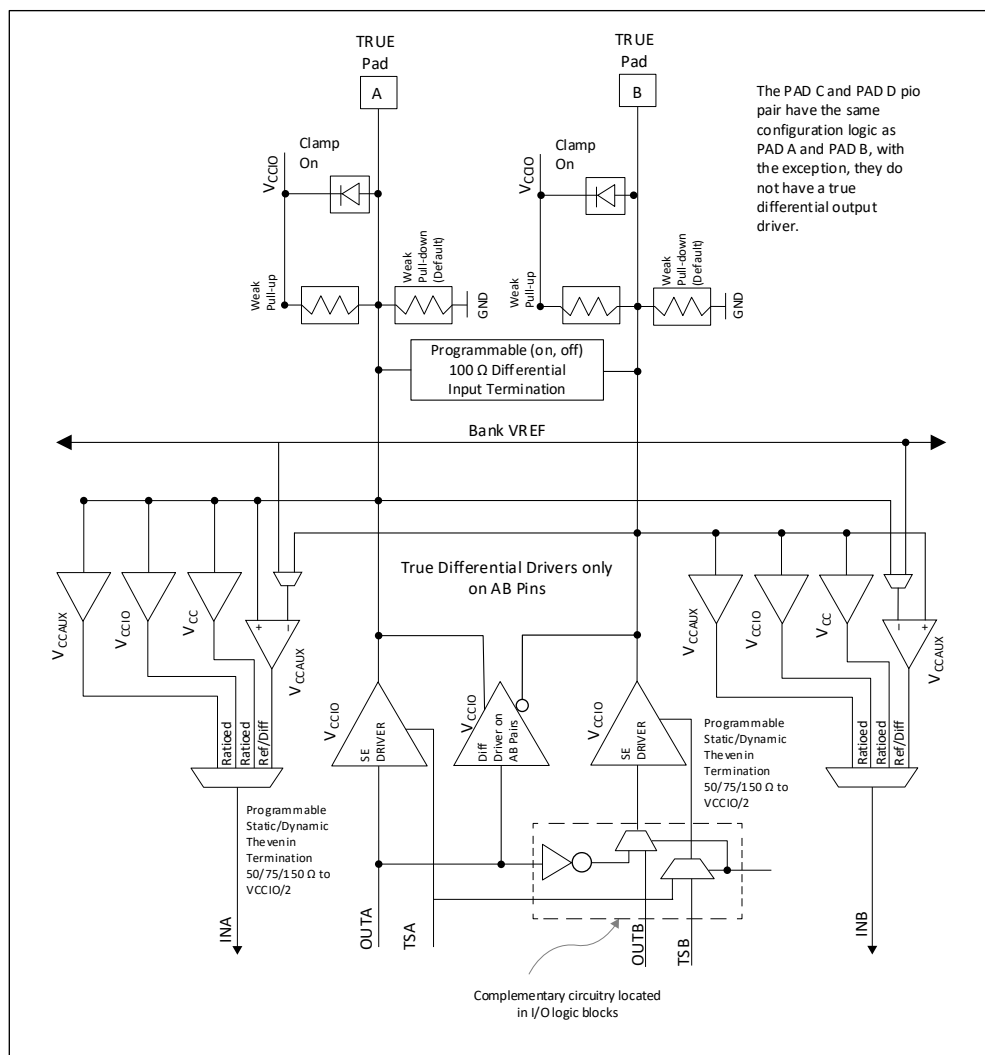 TRUE
Pad
A
TRUE
Pad
B
The PAD C and PAD D pio
pair have the same
configuration logic as
PAD A and PAD B, with
the exception, they do
not have a true
differential output
driver.
Clamp
On
VCCIO
Weak
Pull-up
Weak
Pull-down
(Default)
GND
Clamp
On
VCCIO
Weak
Pull-up
Weak
Pull-down
(Default)
GND
Programmable (on, off)
100 Ω Differential
Input Termination
Bank VREF
True Differential Drivers only
on AB Pins
VCCAUX
VCCIO
VCC
+
–
VCCAUX
VCCAUX
VCCIO
VCC
–
+
VCCAUX
Ratioed
Ratioed
Ref/Diff
VCCIO
SE
DRIVER
VCCIO
Diff
Driver on
AB Pairs
VCCIO
SE
DRIVER
Programmable
Static/Dynamic
Thevenin
Termination
50/75/150 Ω to
VCCIO/2
Ratioed
Ratioed
Ref/Diff
Programmable
Static/Dynamic
Thevenin
Termination
50/75/150 Ω to
VCCIO/2
INA
OUTA
TSA
OUTB
TSB
INB
Complementary circuitry located
in I/O logic blocks